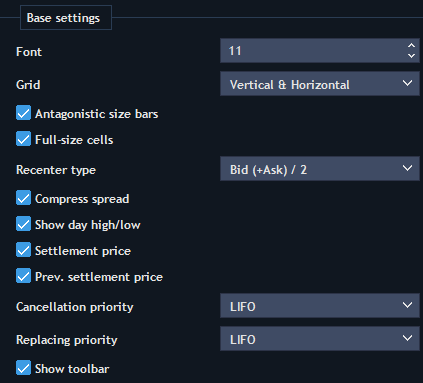 Base settings
Font 11
Grid Vertical & Horizontal
Antagonistic size bars
Full-size cells
Recenter type Bid (+Ask) / 2
Compress spread
Show day high/low
Settlement price
Prev. settlement price
Cancellation priority LIFO
Replacing priority LIFO
Show toolbar